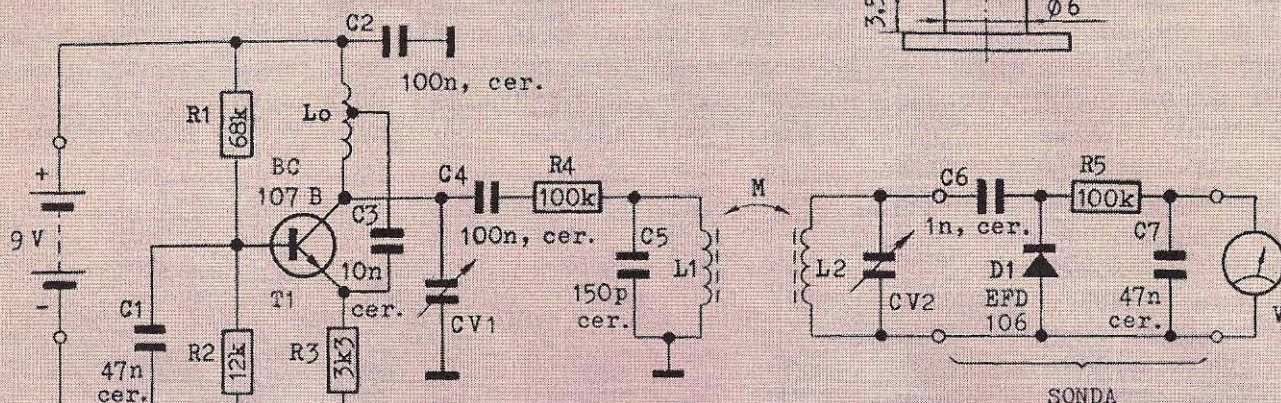 3,5
Ø6
C2
100n, cer.
R1
68k
Lo
BC
107 B
T1
+
9 V
-
C1
47n
cer.
R2
12k
R3
3k3
C3
10n
cer.
C4
100n, cer.
CV1
R4
100k
C5
150p
cer.
L1
M
L2
CV2
C6
1n, cer.
D1
EFD
106
R5
100k
C7
47n
cer.
V
SONDA